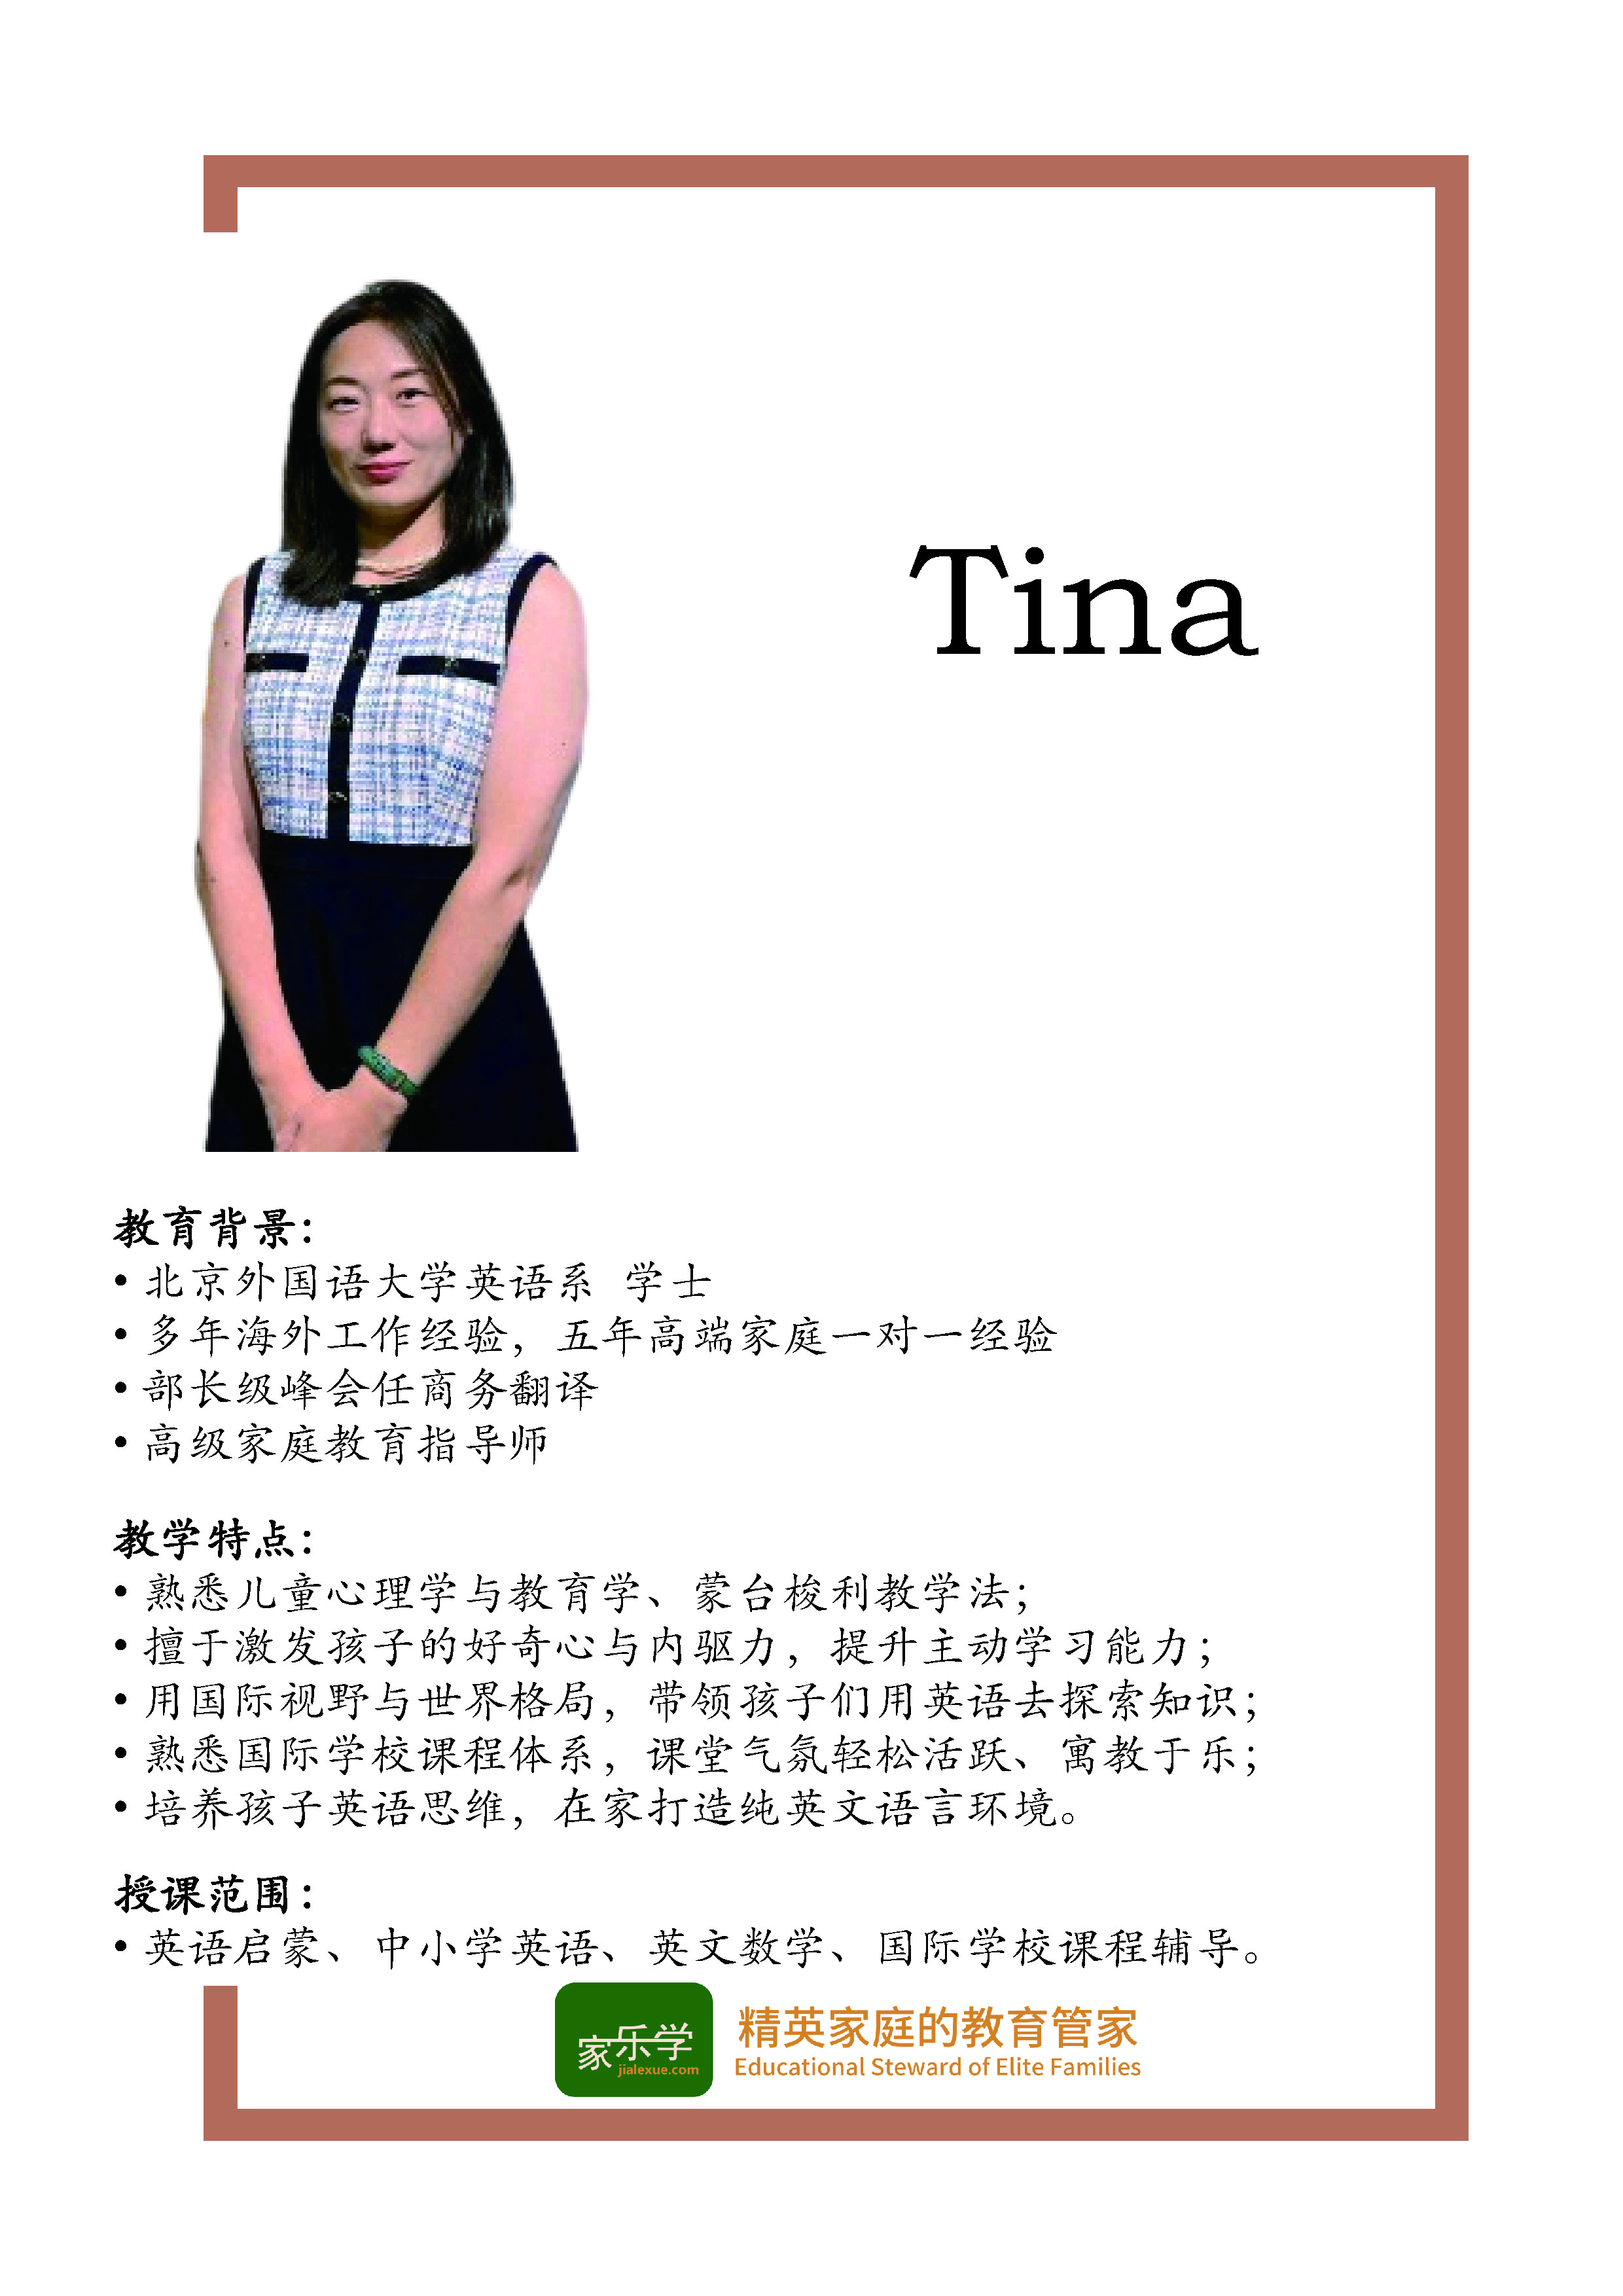 Tina
教育背景：
• 北京外国语大学英语系 学士
• 多年海外工作经验，五年高端家庭一对一经验
• 部长级峰会任商务翻译
• 高级家庭教育指导师
教学特点：
• 熟悉儿童心理学与教育学、蒙台梭利教学法；
• 擅于激发孩子的好奇心与内驱力，提升主动学习能力；
• 用国际视野与世界格局，带领孩子们用英语去探索知识；
• 熟悉国际学校课程体系，课堂气氛轻松活跃、寓教于乐；
• 培养孩子英语思维，在家打造纯英文语言环境。
授课范围：
• 英语启蒙、中小学英语、英文数学、国际学校课程辅导。
家乐学
jialexue.com
精英家庭的教育管家
Educational Steward of Elite Families